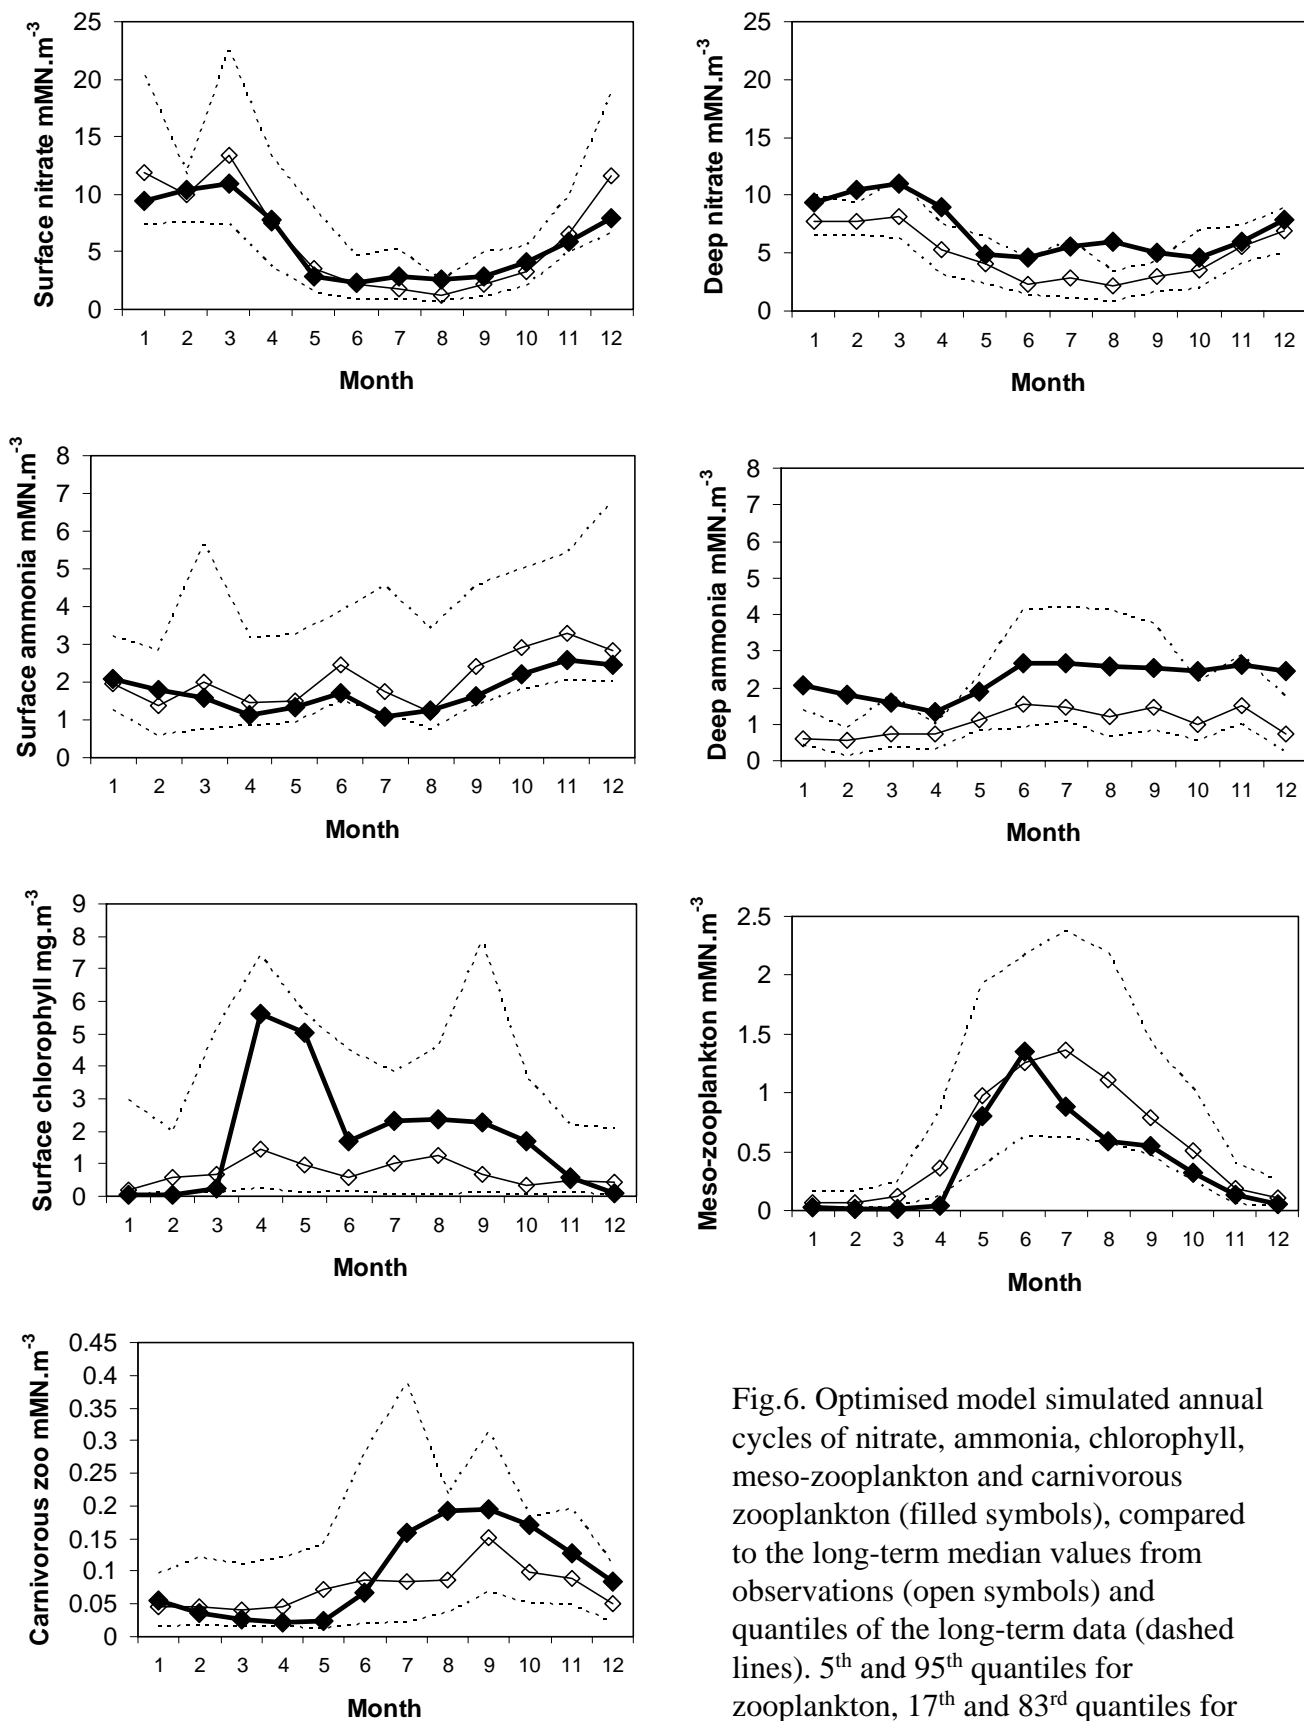 Surface nitrate mMN.m-3
25
20
15
10
5
0
1 2 3 4 5 6 7 8 9 10 11 12
Month
Deep nitrate mMN.m-3
25
20
15
10
5
0
1 2 3 4 5 6 7 8 9 10 11 12
Month
Surface ammonia mMN.m-3
8
7
6
5
4
3
2
1
0
1 2 3 4 5 6 7 8 9 10 11 12
Month
Deep ammonia mMN.m-3
8
7
6
5
4
3
2
1
0
1 2 3 4 5 6 7 8 9 10 11 12
Month
Surface chlorophyll mg.m-3
9
8
7
6
5
4
3
2
1
0
1 2 3 4 5 6 7 8 9 10 11 12
Month
Meso-zooplankton mMN.m-3
2.5
2
1.5
1
0.5
0
1 2 3 4 5 6 7 8 9 10 11 12
Month
Carnivorous zoo mMN.m-3
0.45
0.4
0.35
0.3
0.25
0.2
0.15
0.1
0.05
0
1 2 3 4 5 6 7 8 9 10 11 12
Month
Fig.6. Optimised model simulated annual
cycles of nitrate, ammonia, chlorophyll,
meso-zooplankton and carnivorous
zooplankton (filled symbols), compared
to the long-term median values from
observations (open symbols) and
quantiles of the long-term data (dashed
lines). 5th and 95th quantiles for
zooplankton, 17th and 83rd quantiles for